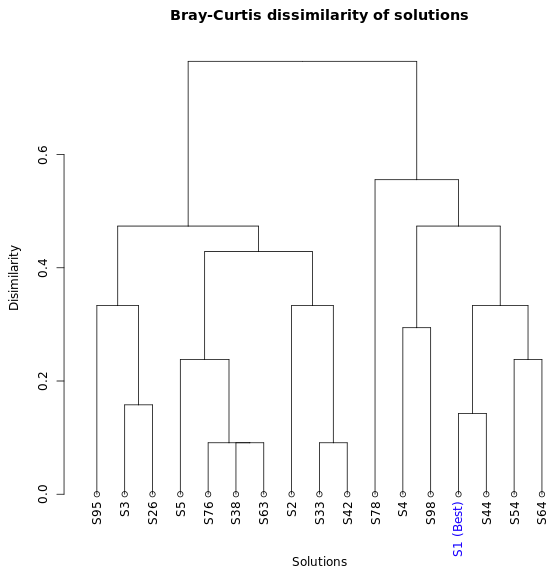 Bray-Curtis dissimilarity of solutions
Disimilarity
0.6
0.4
0.2
0.0
S95
S3
S26
S5
S76
S38
S63
S2
S33
S42
S78
S4
S98
S1 (Best)
S44
S54
S64
Solutions